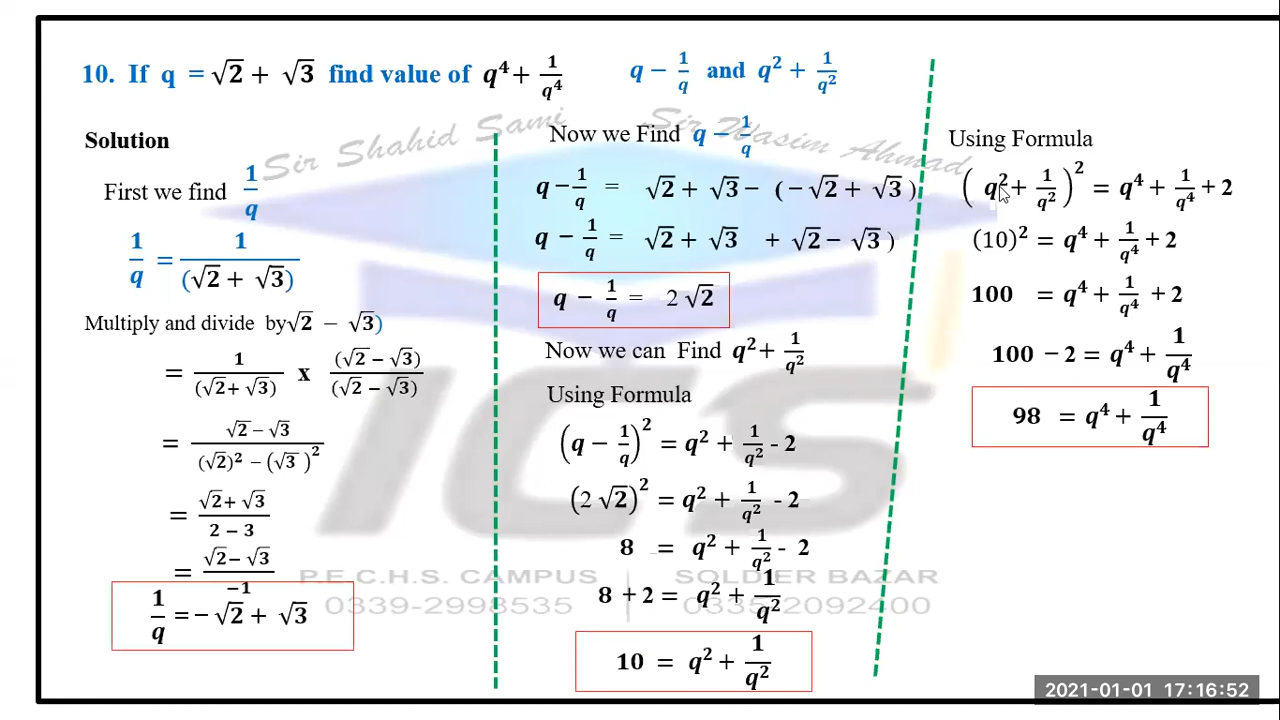 10. If q = √2 + √3 find value of q⁴ + 1/q⁴ q − 1/q and q² + 1/q²
Solution
First we find 1/q
1/q = 1/(√2 + √3)
Multiply and divide by√2 − √3)
= 1/(√2+ √3) x (√2 − √3)/(√2 − √3)
= √2 − √3/(√2)² − (√3)²
= √2+ √3/2 − 3
= √2− √3/−1
1/q = − √2 + √3
Now we Find q − 1/q
q − 1/q = √2 + √3 − (−√2 + √3 )
q − 1/q = √2 + √3 + √2 − √3 )
q − 1/q = 2 √2
Now we can Find q² + 1/q²
Using Formula
(q − 1/q)² = q² + 1/q² - 2
(2 √2)² = q² + 1/q² - 2
8 = q² + 1/q² - 2
8 + 2 = q² + 1/q²
10 = q² + 1/q²
Using Formula
( q² + 1/q² )² = q⁴ + 1/q⁴ + 2
(10)² = q⁴ + 1/q⁴ + 2
100 = q⁴ + 1/q⁴ + 2
100 − 2 = q⁴ + 1/q⁴
98 = q⁴ + 1/q⁴
Sir Shahid Sami
Sir Wasim Ahmad
ICS
P.E.C.H.S. CAMPUS | SOLDIER BAZAR
0339-2998535 | 0335-2092400
2021-01-01 17:16:52